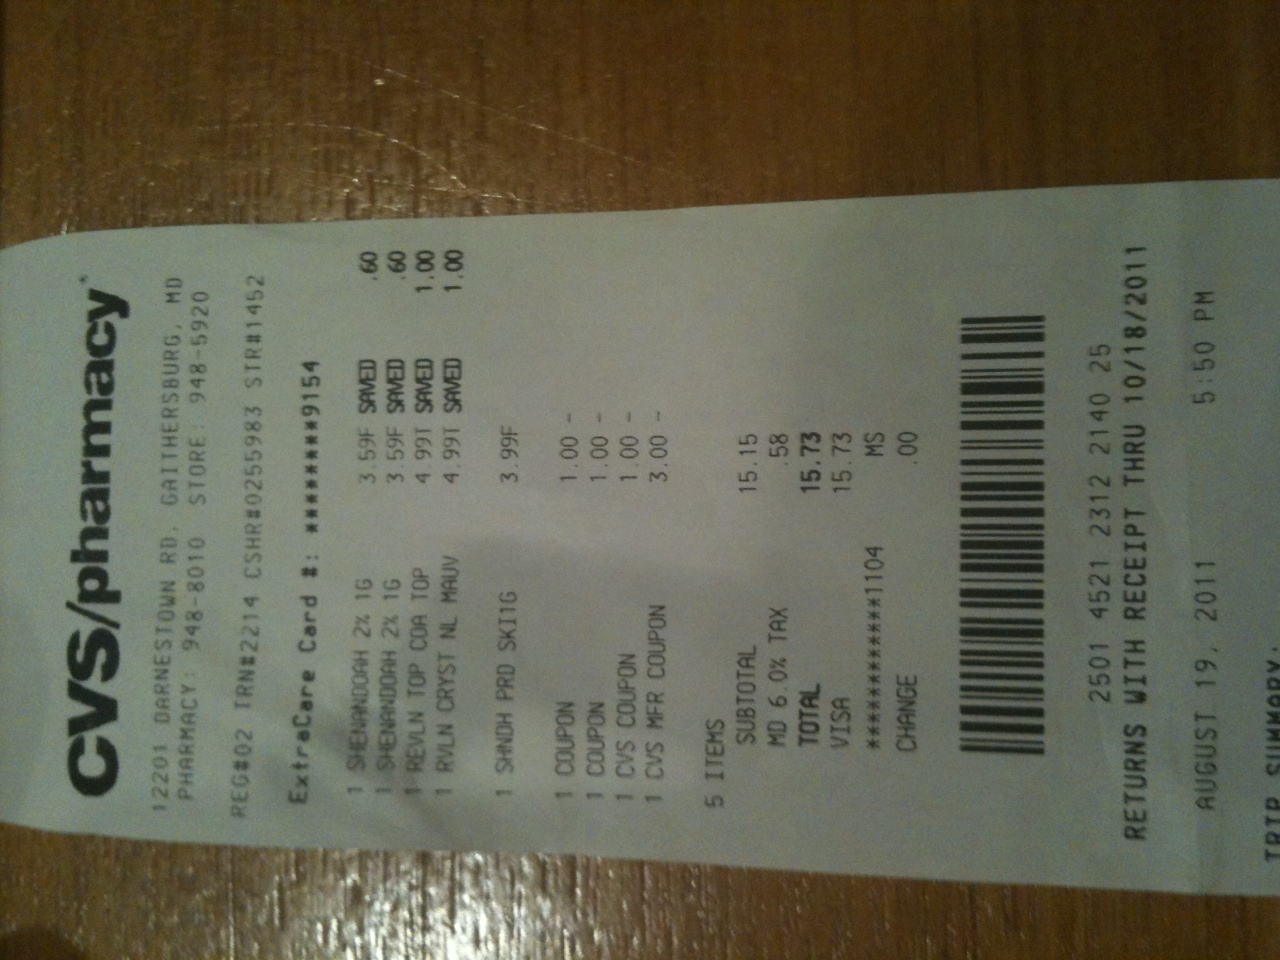 CVS/pharmacy
12201 DARNESTOWN RD, GAITHERSBURG, MD
PHARMACY: 948-8010 STORE: 948-5920
REG#02 TRN#2214 CSHR#0255983 STR#1452
ExtraCare Card #: ********9154
1 SHENANDOAH 2% 1G 3.59F SAVED .60
1 SHENANDOAH 2% 1G 3.59F SAVED .60
1 REVLN TOP COA TOP 4.99T SAVED 1.00
1 RVLN CRYST NL MAUV 4.99T SAVED 1.00
1 SHNDH PRD SKI1G 3.99F
1 COUPON 1.00 -
1 COUPON 1.00 -
1 CVS COUPON 1.00 -
1 CVS MFR COUPON 3.00 -
5 ITEMS
SUBTOTAL 15.15
MD 6.0% TAX .58
TOTAL 15.73
VISA 15.73
************1104 MS
CHANGE .00
2501 4521 2312 2140 25
RETURNS WITH RECEIPT THRU 10/18/2011
AUGUST 19, 2011 5:50 PM
TRIP SUMMARY: